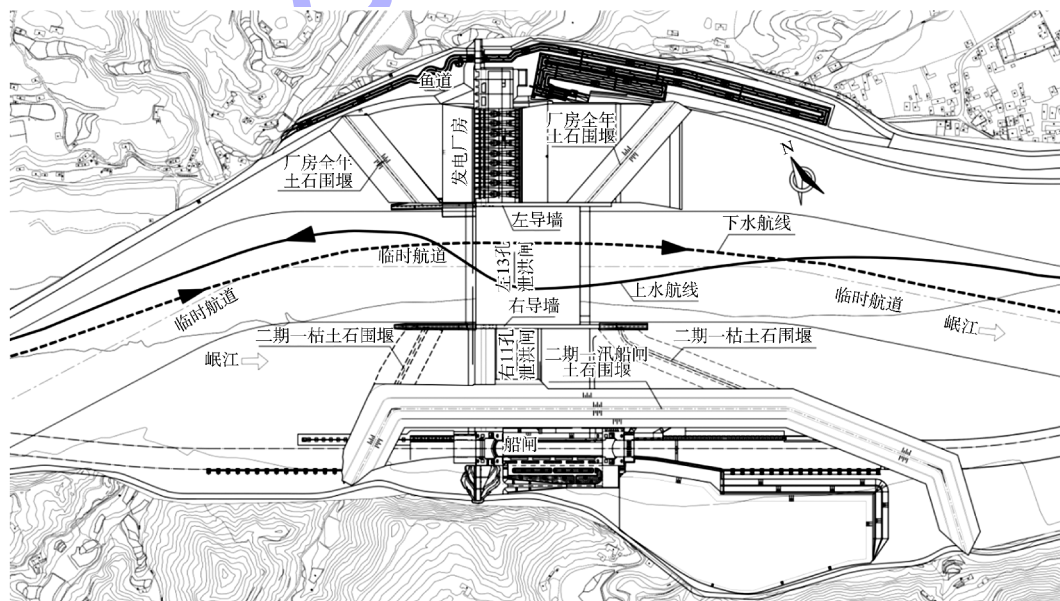 鱼道
发电厂房
厂房全年
土石围堰
厂房全年
土石围堰
N
左导墙
下水航线
临时航道
左13孔
泄洪闸
上水航线
临时航道
临时航道
右导墙
岷江
二期一枯土石围堰
二期一枯土石围堰
岷江
右11孔
泄洪闸
二期一汛船闸
土石围堰
船闸